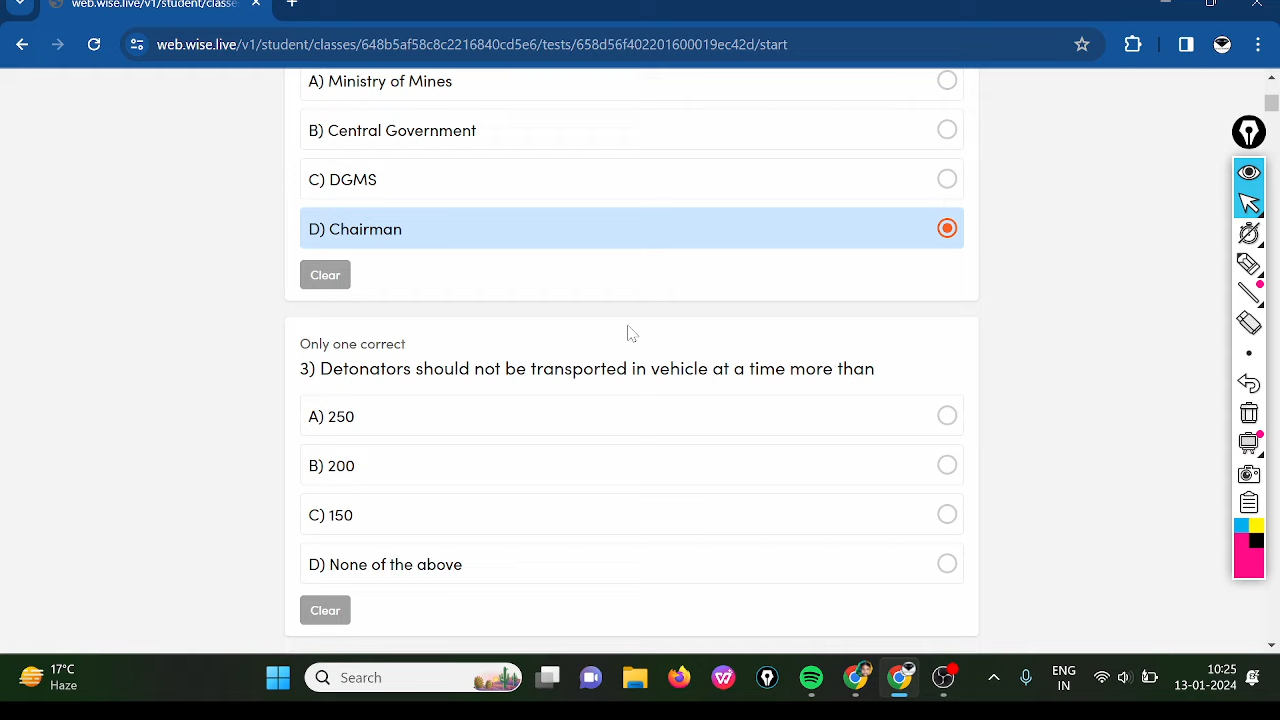 web.wise.live/v1/student/classe
web.wise.live/v1/student/classes/648b5af58c8c2216840cd5e6/tests/658d56f402201600019ec42d/start
A) Ministry of Mines
B) Central Government
C) DGMS
D) Chairman
Clear
Only one correct
3) Detonators should not be transported in vehicle at a time more than
A) 250
B) 200
C) 150
D) None of the above
Clear
17°C
Haze
Search
ENG
IN
10:25
13-01-2024